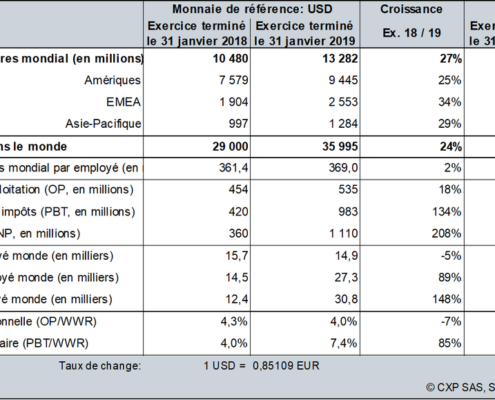 Monnaie de référence: USD Croissance
Exercice terminé Exercice terminé
le 31 janvier 2018 le 31 janvier 2019 Ex. 18 / 19 le 31
res mondial (en millions) 10 480 13 282 27%
Amériques 7 579 9 445 25%
EMEA 1 904 2 553 34%
Asie-Pacifique 997 1 284 29%
ns le monde 29 000 35 995 24%
s mondial par employé (en 361,4 369,0 2%
ploitation (OP, en millions) 454 535 18%
impôts (PBT, en millions) 420 983 134%
NP, en millions) 360 1 110 208%
yé monde (en milliers) 15,7 14,9 -5%
oyé monde (en milliers) 14,5 27,3 89%
yé monde (en milliers) 12,4 30,8 148%
onnelle (OP/WWR) 4,3% 4,0% -7%
aire (PBT/WWR) 4,0% 7,4% 85%
Taux de change: 1 USD = 0,85109 EUR
© CXP SAS, S